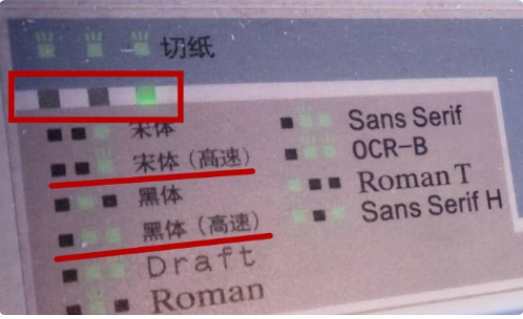 切纸
宋体
宋体（高速）
黑体
黑体（高速）
Draft
Roman
Sans Serif
OCR-B
Roman T
Sans Serif H